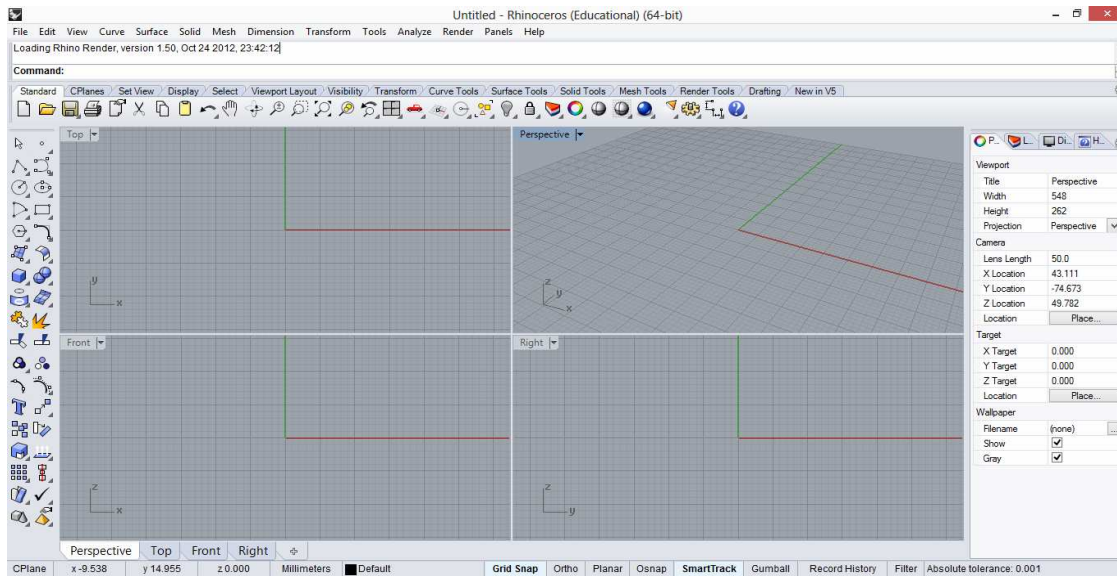 Untitled - Rhinoceros (Educational) (64-bit)
File Edit View Curve Surface Solid Mesh Dimension Transform Tools Analyze Render Panels Help
Loading Rhino Render, version 1.50, Oct 24 2012, 23:42:12
Command:
Standard CPlanes Set View Display Select Viewport Layout Visibility Transform Curve Tools Surface Tools Solid Tools Mesh Tools Render Tools Drafting New in V5
Top
Perspective
P... L... Di... H...
Viewport
Title Perspective
Width 548
Height 262
Projection Perspective
Camera
Lens Length 50.0
X Location 43.111
Y Location -74.673
Z Location 49.782
Location Place...
Target
X Target 0.000
Y Target 0.000
Z Target 0.000
Location Place...
Wallpaper
Filename (none) ...
Show
Gray
y
x
z
y
x
Front
Right
z
x
z
y
Perspective Top Front Right
CPlane x -9.538 y 14.955 z 0.000 Millimeters Default Grid Snap Ortho Planar Osnap SmartTrack Gumball Record History Filter Absolute tolerance: 0.001